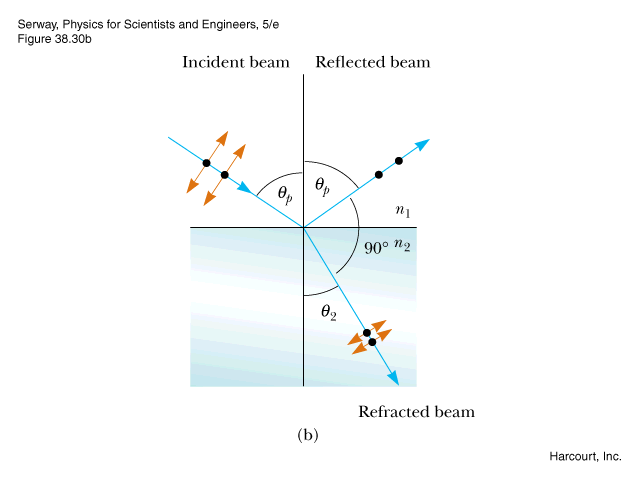 Serway, Physics for Scientists and Engineers, 5/e
Figure 38.30b
Incident beam Reflected beam
θp θp
n1
90° n2
θ2
Refracted beam
(b)
Harcourt, Inc.